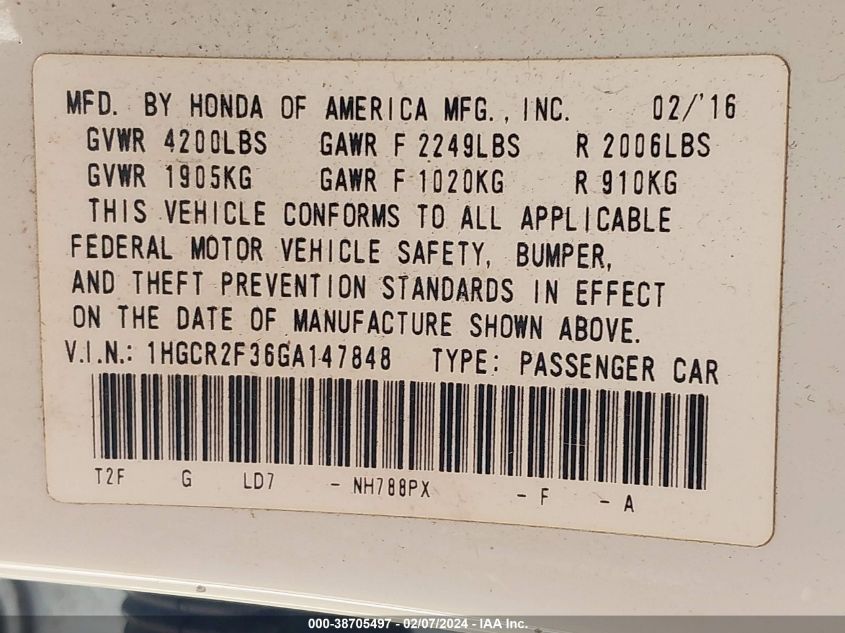 MFD. BY HONDA OF AMERICA MFG., INC. 02/'16
GVWR 4200LBS GAWR F 2249LBS R 2006LBS
GVWR 1905KG GAWR F 1020KG R 910KG
THIS VEHICLE CONFORMS TO ALL APPLICABLE
FEDERAL MOTOR VEHICLE SAFETY, BUMPER,
AND THEFT PREVENTION STANDARDS IN EFFECT
ON THE DATE OF MANUFACTURE SHOWN ABOVE.
V.I.N.: 1HGCR2F36GA147848 TYPE: PASSENGER CAR
T2F G LD7 - NH788PX - F - A
000-38705497 - 02/07/2024 - IAA Inc.